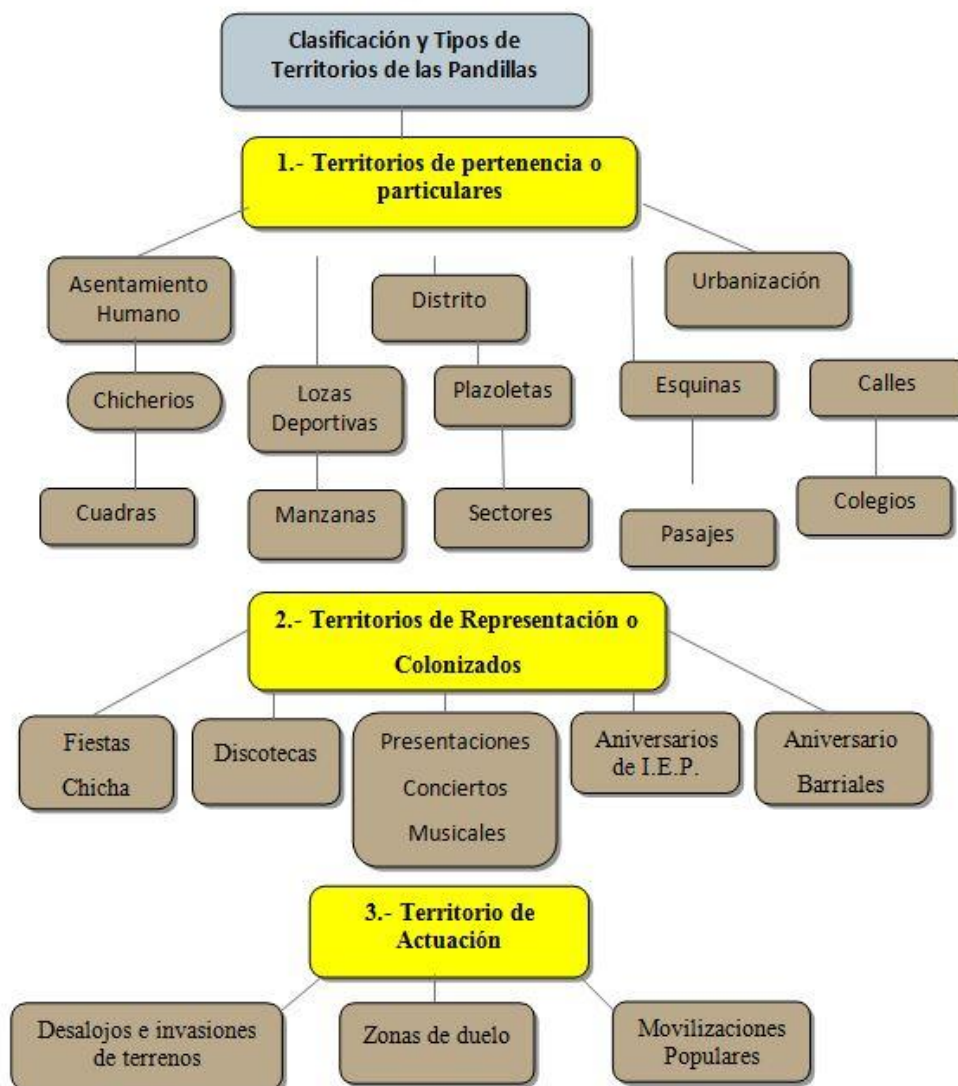 Clasificación y Tipos de
Territorios de las Pandillas
1.- Territorios de pertenencia o
particulares
Asentamiento
Humano
Distrito
Urbanización
Chicherios
Lozas
Deportivas
Plazoletas
Esquinas
Calles
Cuadras
Manzanas
Sectores
Pasajes
Colegios
2.- Territorios de Representación o
Colonizados
Fiestas
Chicha
Discotecas
Presentaciones
Conciertos
Musicales
Aniversarios
de I.E.P.
Aniversario
Barriales
3.- Territorio de
Actuación
Desalojos e invasiones
de terrenos
Zonas de duelo
Movilizaciones
Populares